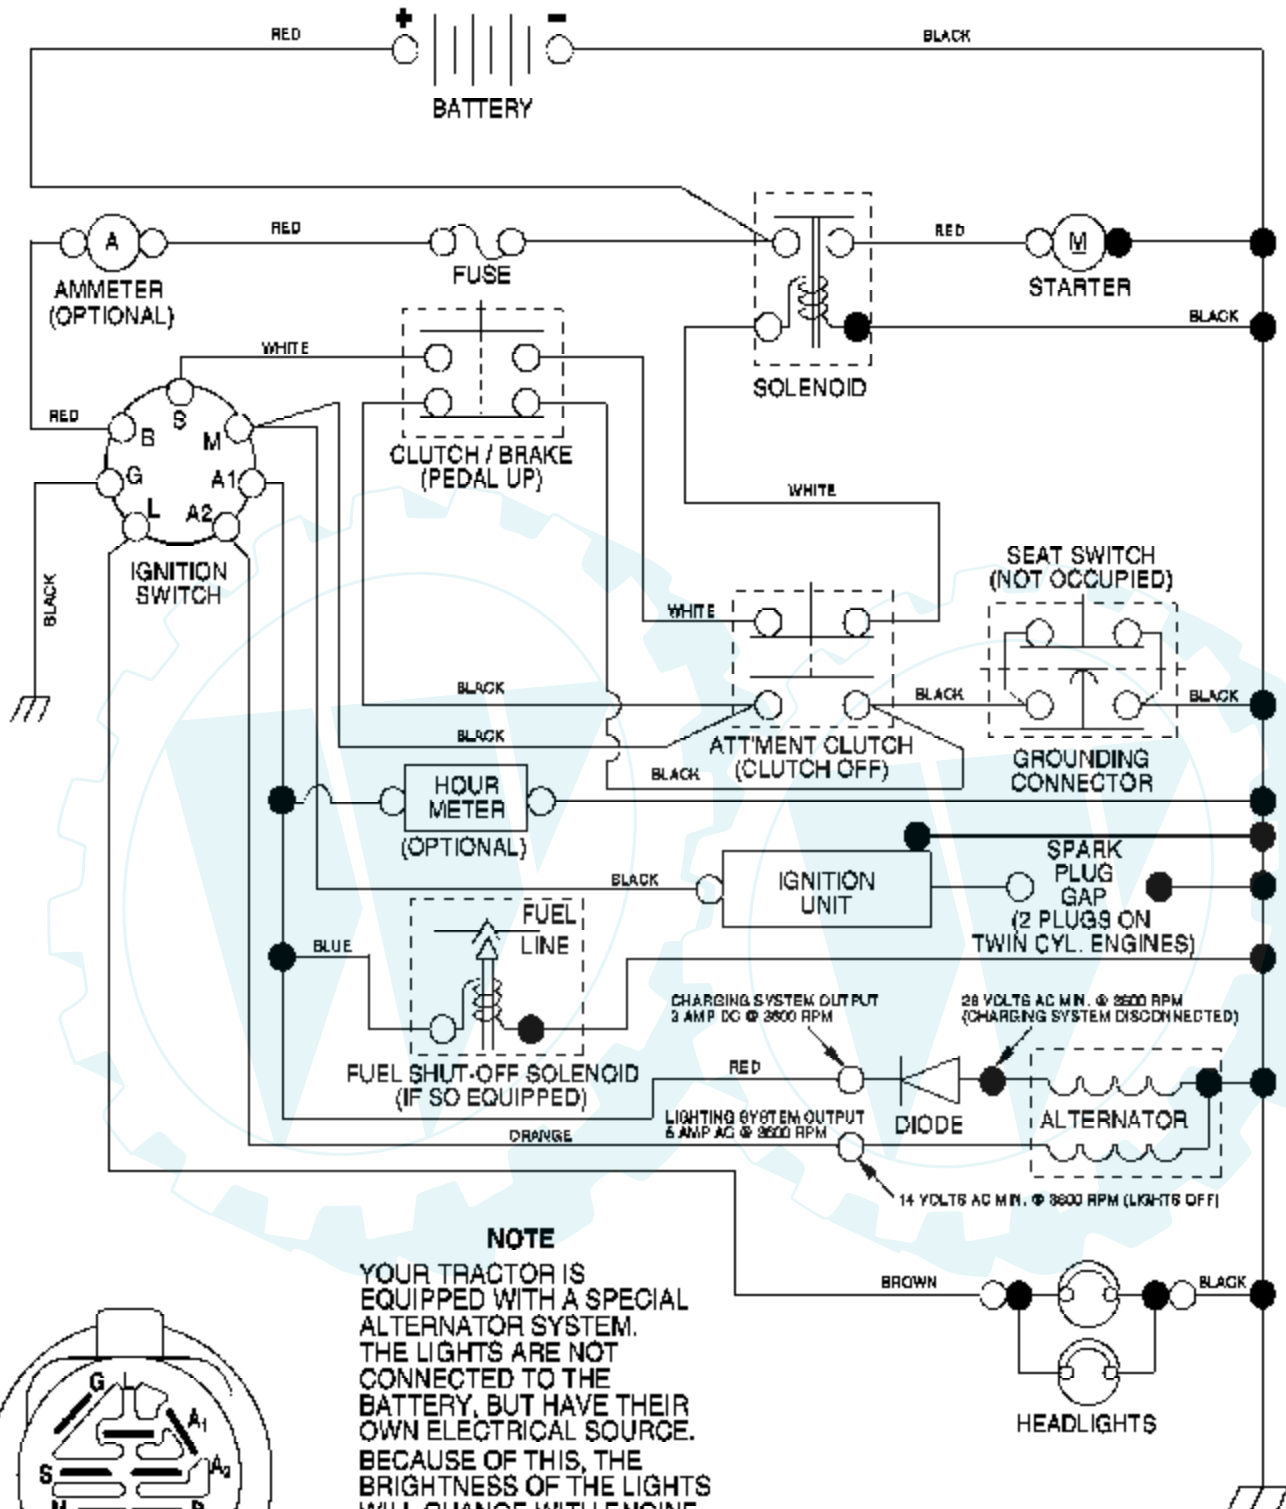 + -
RED
BLACK
BATTERY
A
RED
RED
M
FUSE
AMMETER
(OPTIONAL)
STARTER
BLACK
WHITE
SOLENOID
RED
S
B
M
G
A1
L
A2
CLUTCH / BRAKE
(PEDAL UP)
WHITE
IGNITION
SWITCH
BLACK
SEAT SWITCH
(NOT OCCUPIED)
WHITE
BLACK
BLACK
BLACK
BLACK
BLACK
ATT'MENT CLUTCH
(CLUTCH OFF)
GROUNDING
CONNECTOR
HOUR
METER
(OPTIONAL)
BLACK
IGNITION
UNIT
SPARK
PLUG
GAP
(2 PLUGS ON
TWIN CYL. ENGINES)
FUEL
LINE
BLUE
CHARGING SYSTEM OUTPUT
3 AMP DC @ 3600 RPM
28 VOLTS AC MIN. @ 3600 RPM
(CHARGING SYSTEM DISCONNECTED)
FUEL SHUT-OFF SOLENOID
(IF SO EQUIPPED)
RED
DIODE
ALTERNATOR
LIGHTING SYSTEM OUTPUT
5 AMP AC @ 3600 RPM
ORANGE
14 VOLTS AC MIN. @ 3600 RPM (LIGHTS OFF)
NOTE
YOUR TRACTOR IS
EQUIPPED WITH A SPECIAL
ALTERNATOR SYSTEM.
THE LIGHTS ARE NOT
CONNECTED TO THE
BATTERY, BUT HAVE THEIR
OWN ELECTRICAL SOURCE.
BECAUSE OF THIS, THE
BRIGHTNESS OF THE LIGHTS
WILL CHANGE WITH ENGINE
BROWN
BLACK
HEADLIGHTS
G L
A1
S
A2
M
B